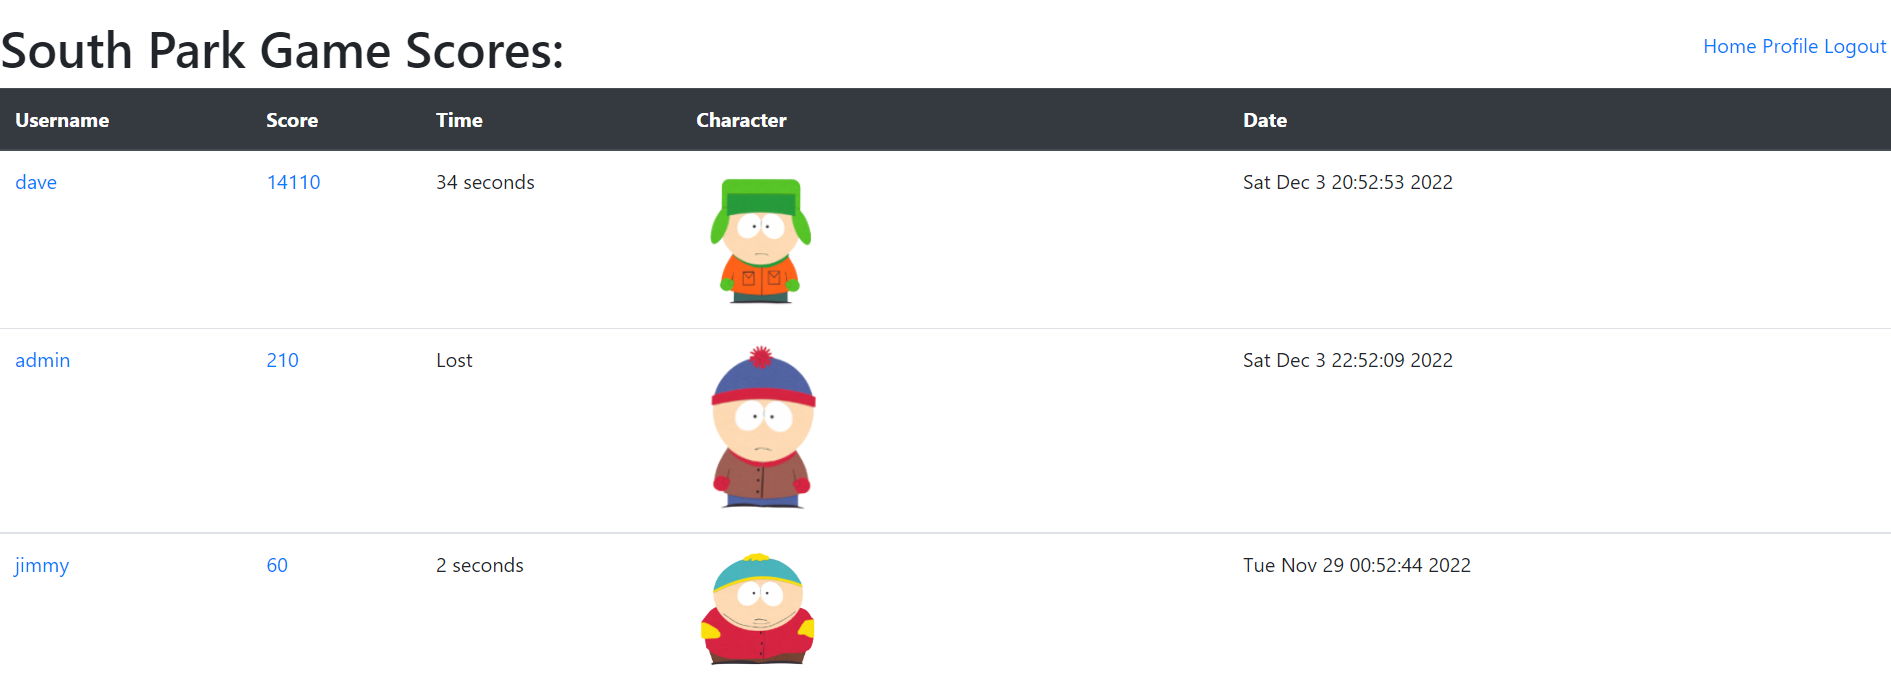 South Park Game Scores:
Home Profile Logout
Username Score Time Character Date
dave 14110 34 seconds Sat Dec 3 20:52:53 2022
admin 210 Lost Sat Dec 3 22:52:09 2022
jimmy 60 2 seconds Tue Nov 29 00:52:44 2022